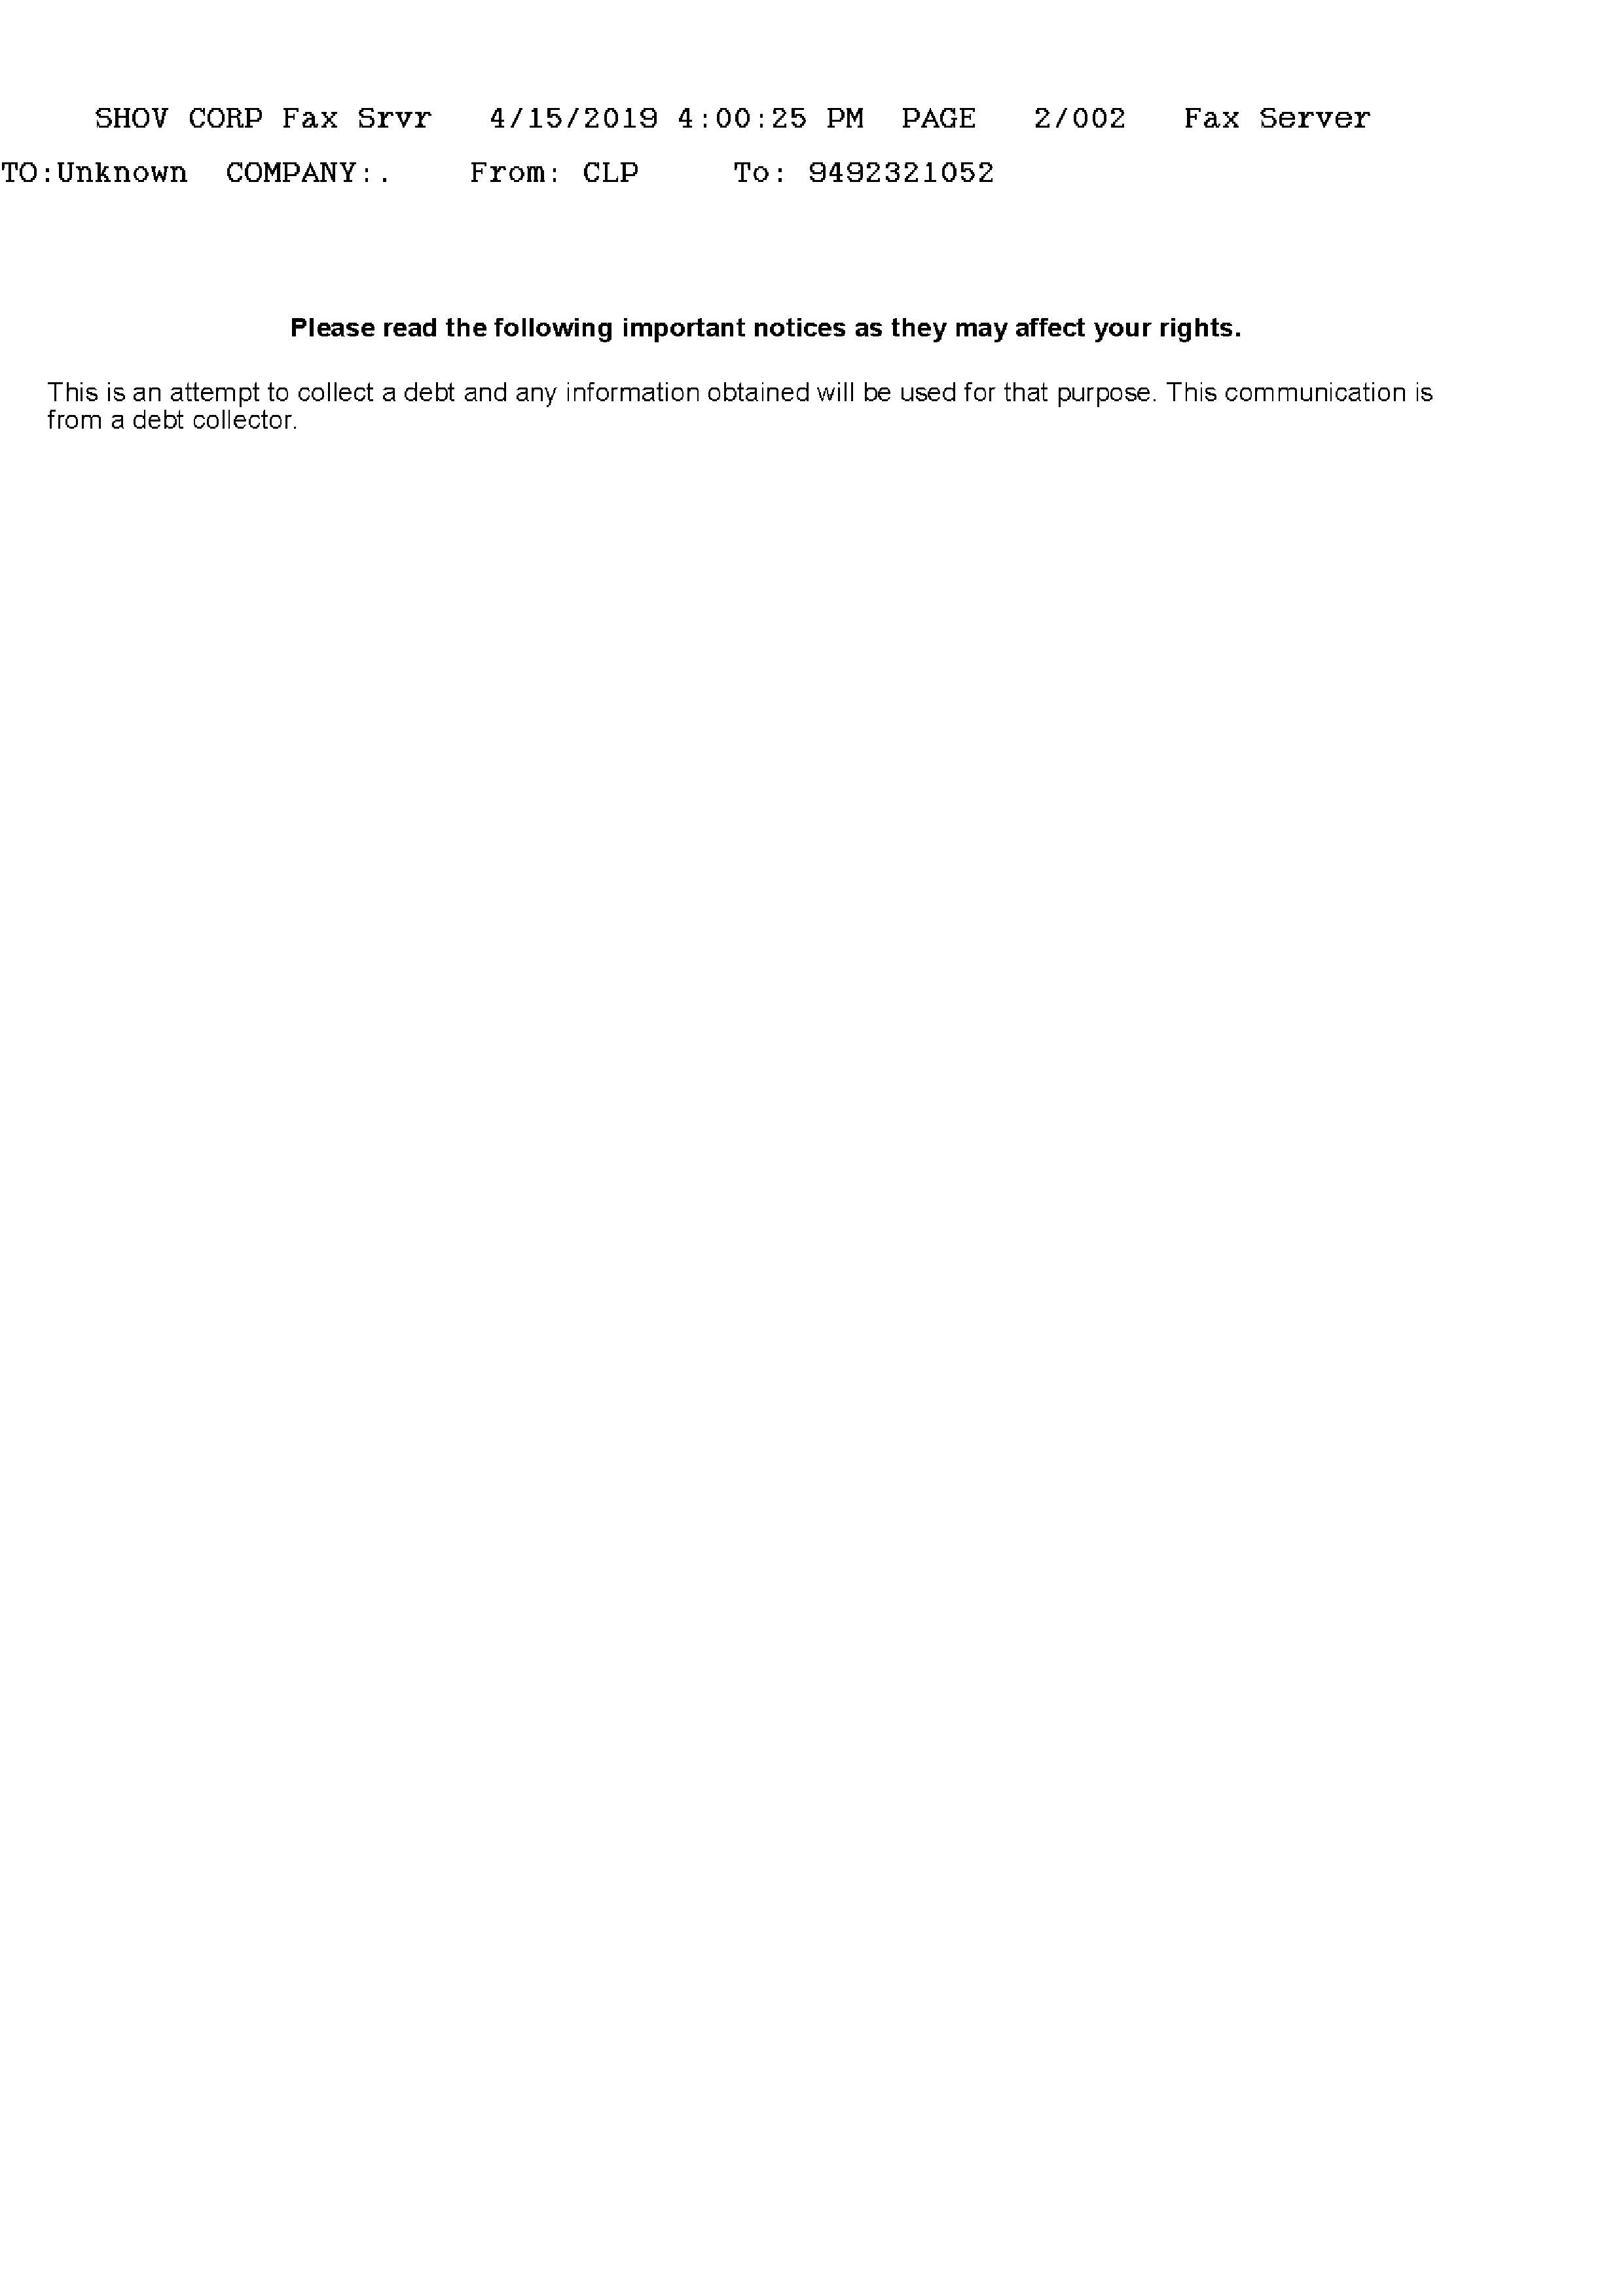 SHOV CORP Fax Srvr 4/15/2019 4:00:25 PM PAGE 2/002 Fax Server
TO:Unknown COMPANY:. From: CLP To: 9492321052
Please read the following important notices as they may affect your rights.
This is an attempt to collect a debt and any information obtained will be used for that purpose. This communication is
from a debt collector.